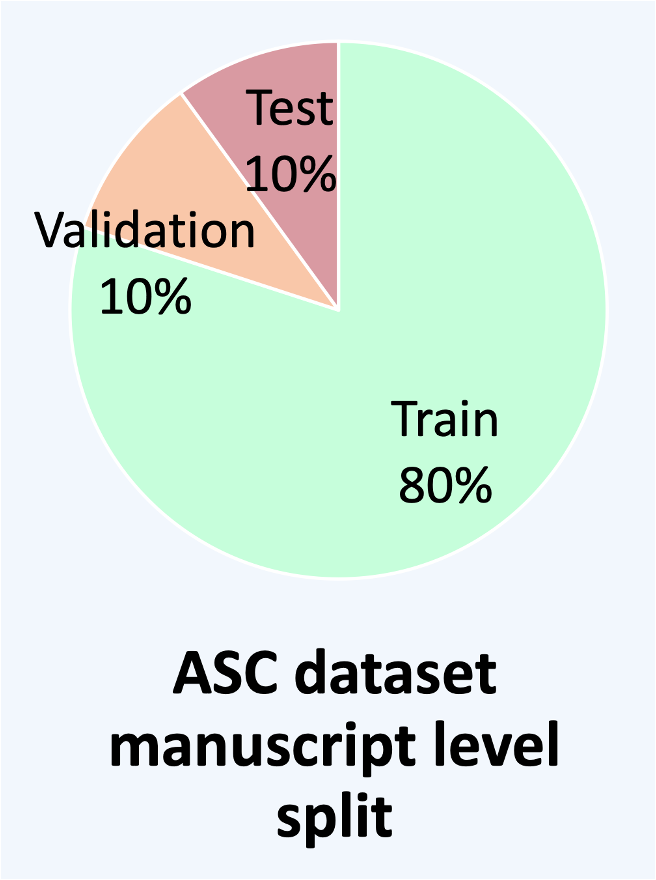 Test
10%
Validation
10%
Train
80%
ASC dataset
manuscript level
split